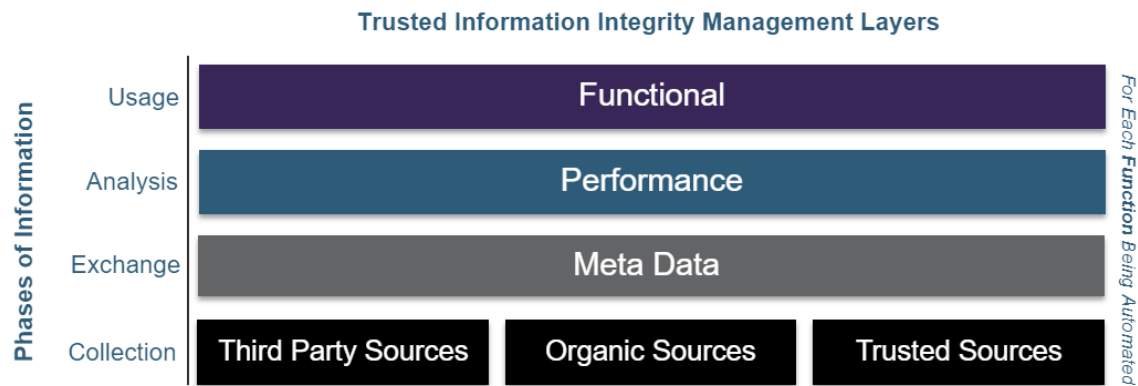 Trusted Information Integrity Management Layers
Phases of Information
Usage
Functional
Analysis
Performance
Exchange
Meta Data
Collection
Third Party Sources
Organic Sources
Trusted Sources
For Each Function Being Automated